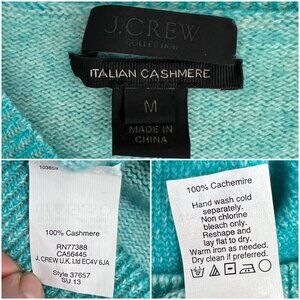 J.CREW
COLLECTION
ITALIAN CASHMERE
M
MADE IN
CHINA
100% Cashmere
RN77388
CA56445
J. CREW U.K. Ltd EC4V 6JA
Style 37657
SU 13
100% Cachemire
Hand wash cold
separately.
Non chlorine
bleach only.
Reshape and
lay flat to dry.
Warm iron as needed.
Dry clean if preferred.